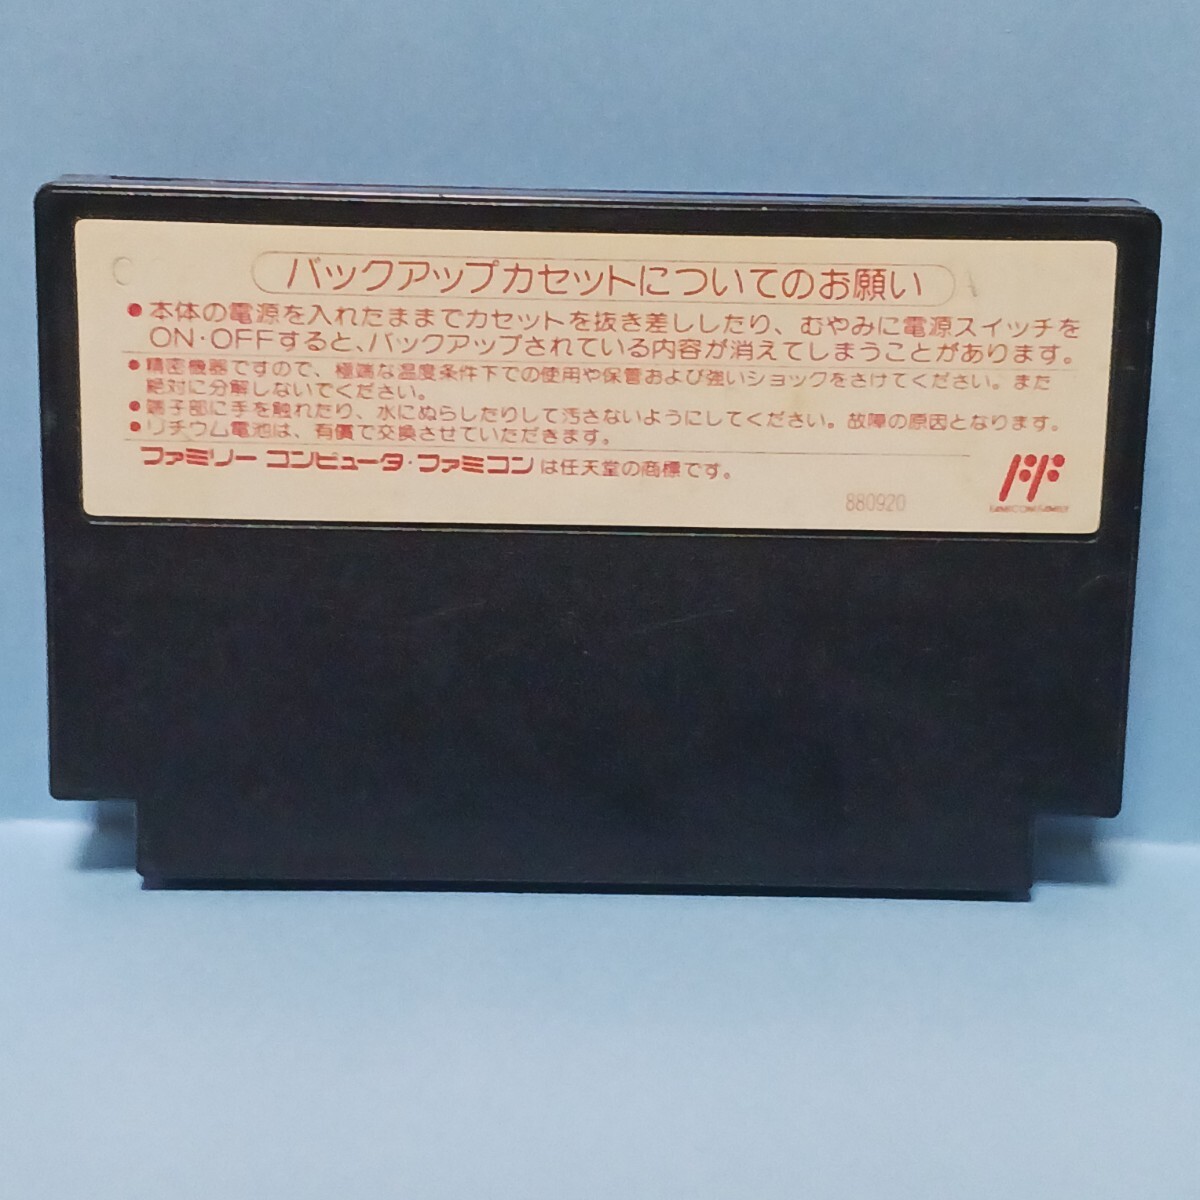 バックアップカセットについてのお願い
●本体の電源を入れたままでカセットを抜き差ししたり、むやみに電源スイッチを
ON・OFFすると、バックアップされている内容が消えてしまうことがあります。
●精密機器ですので、極端な温度条件下での使用や保管および強いショックをさけてください。また
絶対に分解しないでください。
●端子部に手を触れたり、水にぬらしたりして汚さないようにしてください。故障の原因となります。
●リチウム電池は、有償で交換させていただきます。
ファミリー コンピュータ・ファミコンは任天堂の商標です。
FAMICOM FAMILY
880920